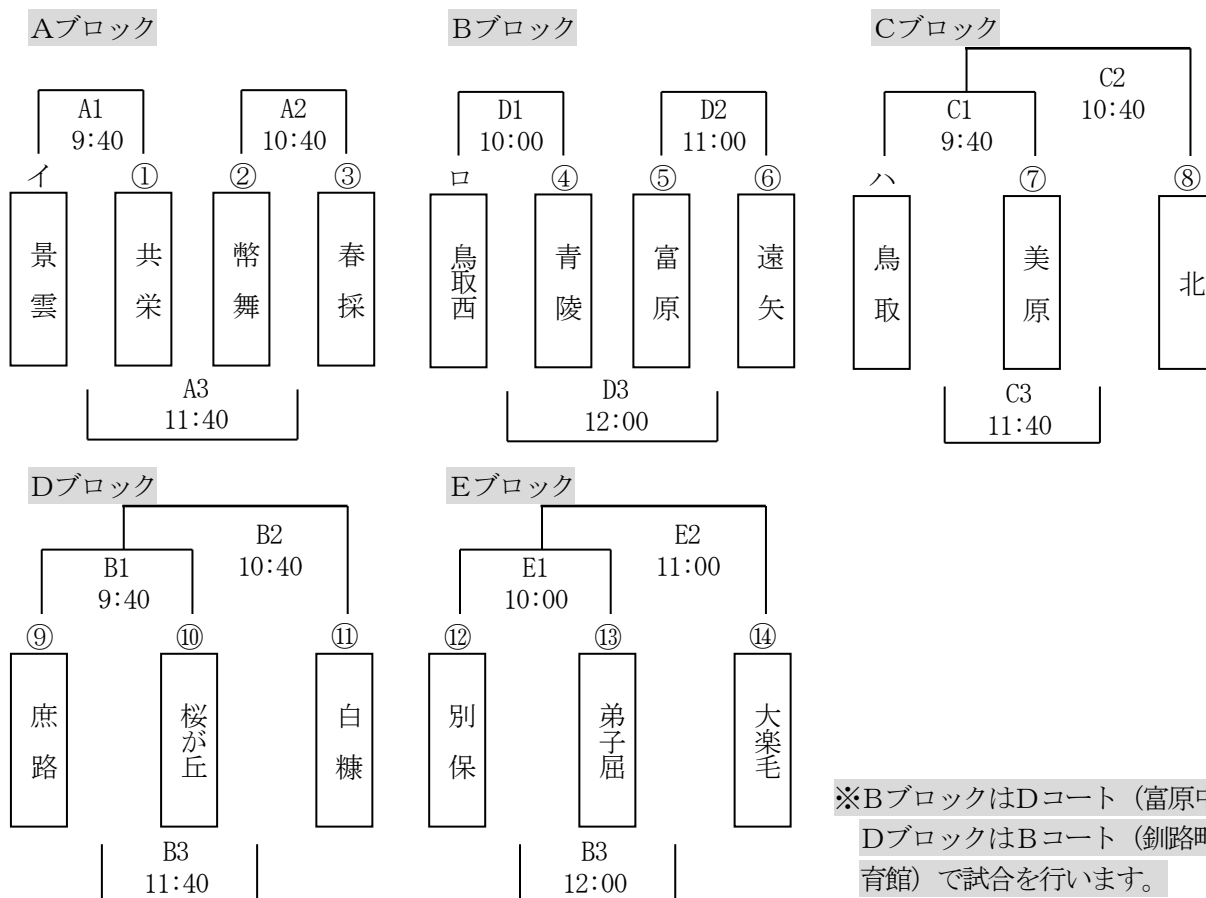 Aブロック
A1
9:40
A2
10:40
イ
①
②
③
景雲
共栄
幣舞
春採
A3
11:40
Bブロック
D1
10:00
D2
11:00
ロ
④
⑤
⑥
鳥取西
青陵
富原
遠矢
D3
12:00
Cブロック
C2
10:40
C1
9:40
ハ
⑦
⑧
鳥取
美原
北
C3
11:40
Dブロック
B2
10:40
B1
9:40
⑨
⑩
⑪
庶路
桜が丘
白糠
B3
11:40
Eブロック
E2
11:00
E1
10:00
⑫
⑬
⑭
別保
弟子屈
大楽毛
B3
12:00
※BブロックはDコート（富原中
DブロックはBコート（釧路町
育館）で試合を行います。